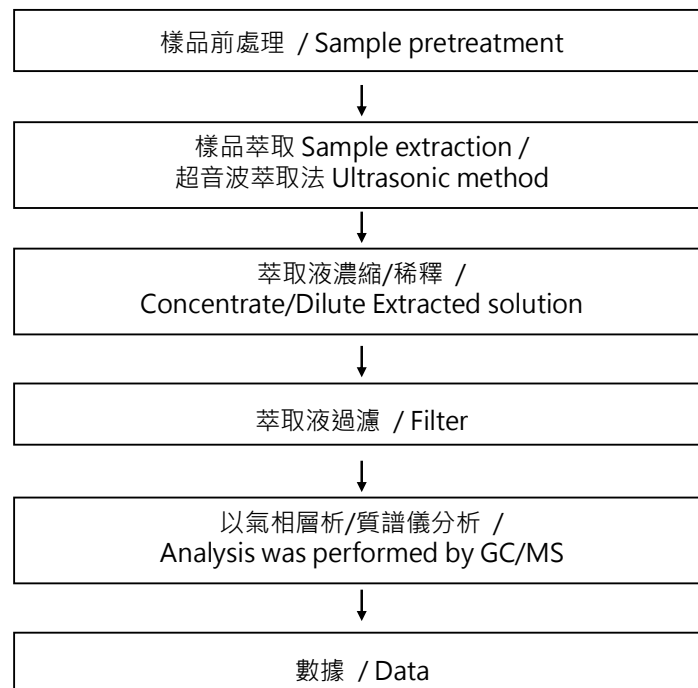 樣品前處理 / Sample pretreatment
樣品萃取 Sample extraction /
超音波萃取法 Ultrasonic method
萃取液濃縮/稀釋 /
Concentrate/Dilute Extracted solution
萃取液過濾 / Filter
以氣相層析/質譜儀分析 /
Analysis was performed by GC/MS
數據 / Data